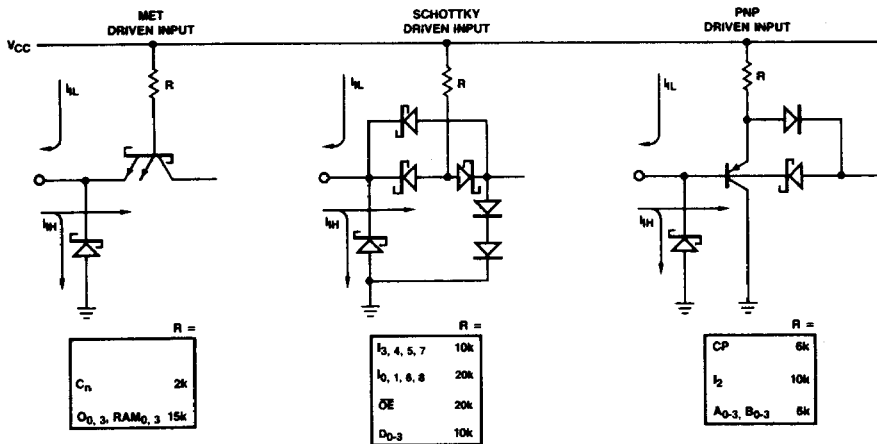 MET
DRIVEN INPUT
SCHOTTKY
DRIVEN INPUT
PNP
DRIVEN INPUT
VCC
R
R
R
IIL
IIL
IIL
IIH
IIH
IIH
R =
Cn 2k
O0, 3, RAM0, 3 15k
R =
I3, 4, 5, 7 10k
I0, 1, 6, 8 20k
OE 20k
D0-3 10k
R =
CP 6k
I2 10k
A0-3, B0-3 6k